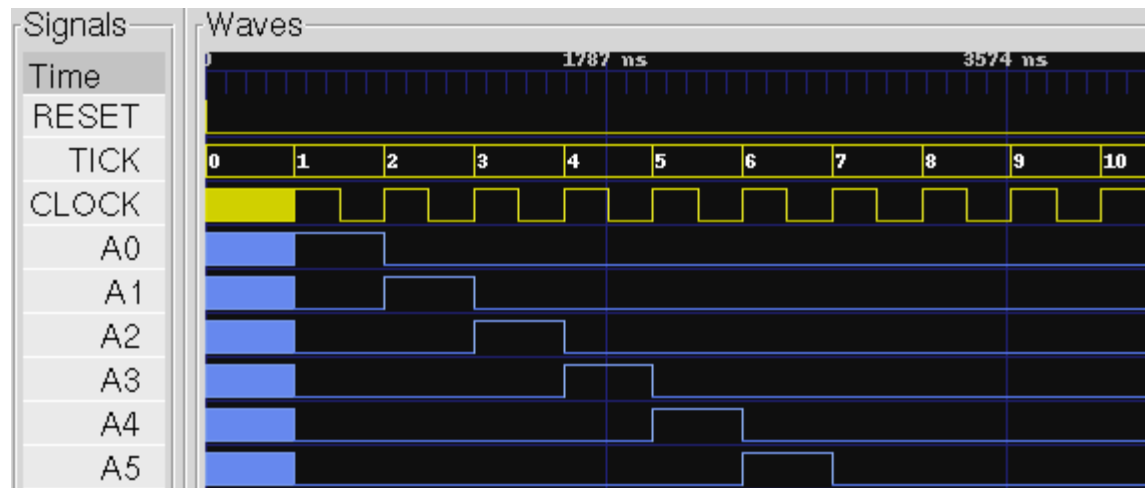 Signals Waves
Time 1787 ns 3574 ns
RESET
TICK 0 1 2 3 4 5 6 7 8 9 10
CLOCK
A0
A1
A2
A3
A4
A5